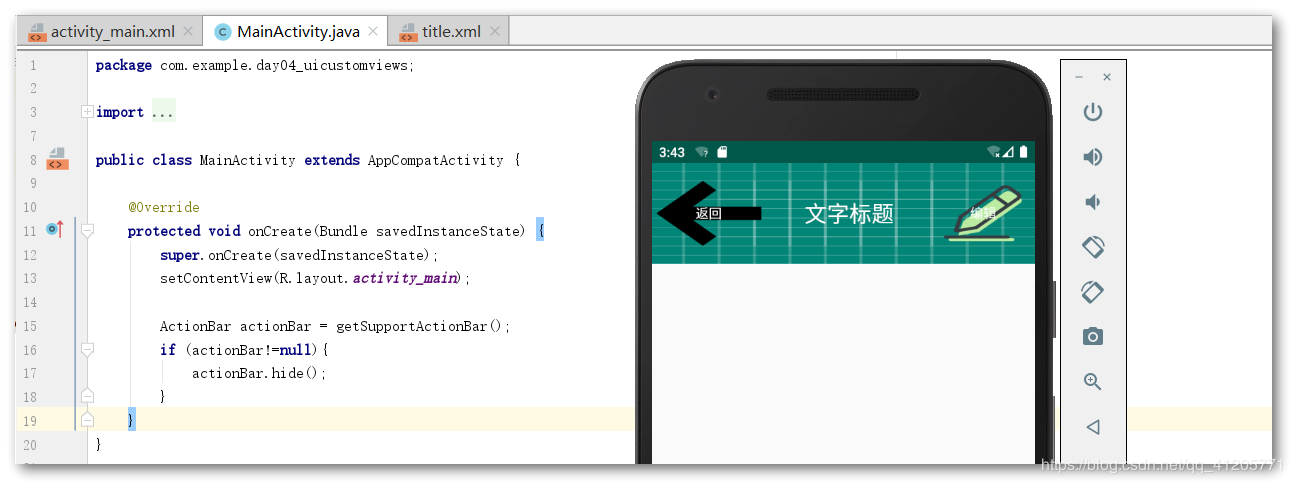 activity_main.xml
MainActivity.java
title.xml
1 package com.example.day04_uicustomviews;
2
3 import ...
7
8 public class MainActivity extends AppCompatActivity {
9
10 @Override
11 protected void onCreate(Bundle savedInstanceState) {
12 super.onCreate(savedInstanceState);
13 setContentView(R.layout.activity_main);
14
15 ActionBar actionBar = getSupportActionBar();
16 if (actionBar!=null){
17 actionBar.hide();
18 }
19 }
20 }
3:43
返回
文字标题
编辑
https://blog.csdn.net/qq_41205771